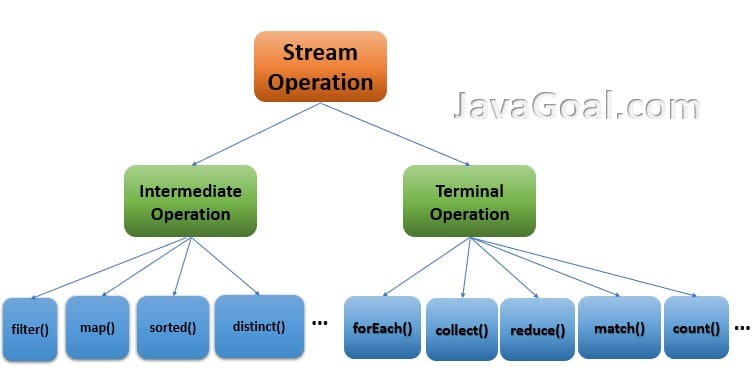 Stream
Operation
JavaGoal.com
Intermediate
Operation
Terminal
Operation
filter()
map()
sorted()
distinct()
...
forEach()
collect()
reduce()
match()
count()
...